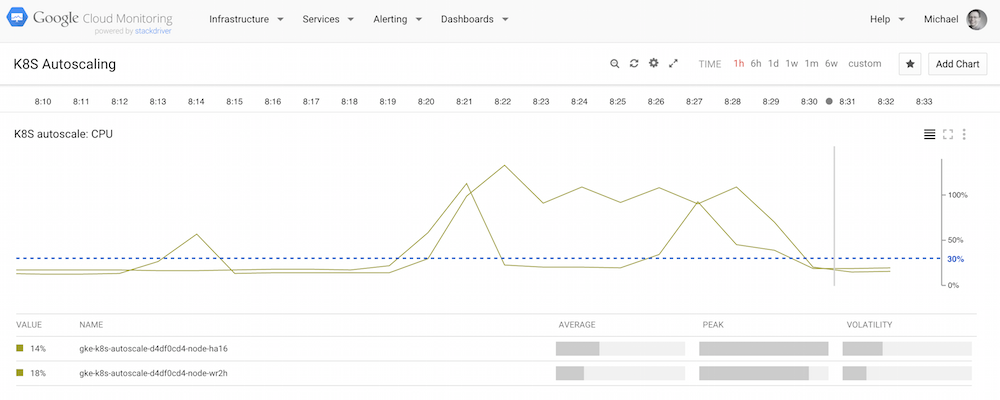 Google Cloud Monitoring Infrastructure Services Alerting Dashboards Help Michael
powered by stackdriver
K8S Autoscaling TIME 1h 6h 1d 1w 1m 6w custom Add Chart
8:10 8:11 8:12 8:13 8:14 8:15 8:16 8:17 8:18 8:19 8:20 8:21 8:22 8:23 8:24 8:25 8:26 8:27 8:28 8:29 8:30 8:31 8:32 8:33
K8S autoscale: CPU
100%
50%
30%
0%
VALUE NAME AVERAGE PEAK VOLATILITY
14% gke-k8s-autoscale-d4df0cd4-node-ha16
18% gke-k8s-autoscale-d4df0cd4-node-wr2h